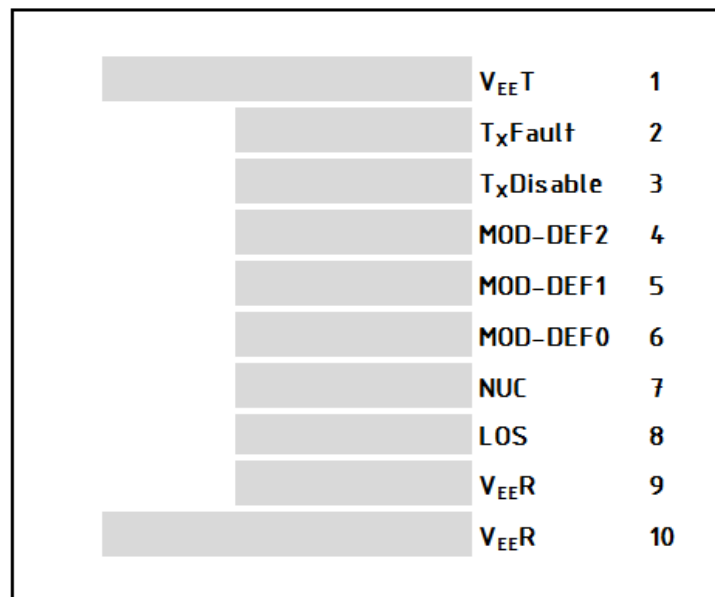 VEET 1
TXFault 2
TXDisable 3
MOD-DEF2 4
MOD-DEF1 5
MOD-DEF0 6
NUC 7
LOS 8
VEER 9
VEER 10